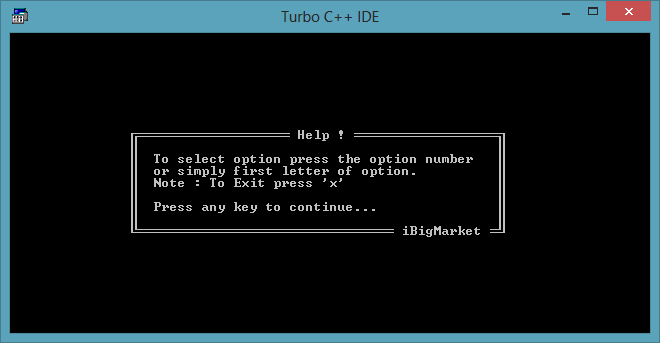 Turbo C++ IDE
Help !
To select option press the option number
or simply first letter of option.
Note : To Exit press 'x'
Press any key to continue...
iBigMarket